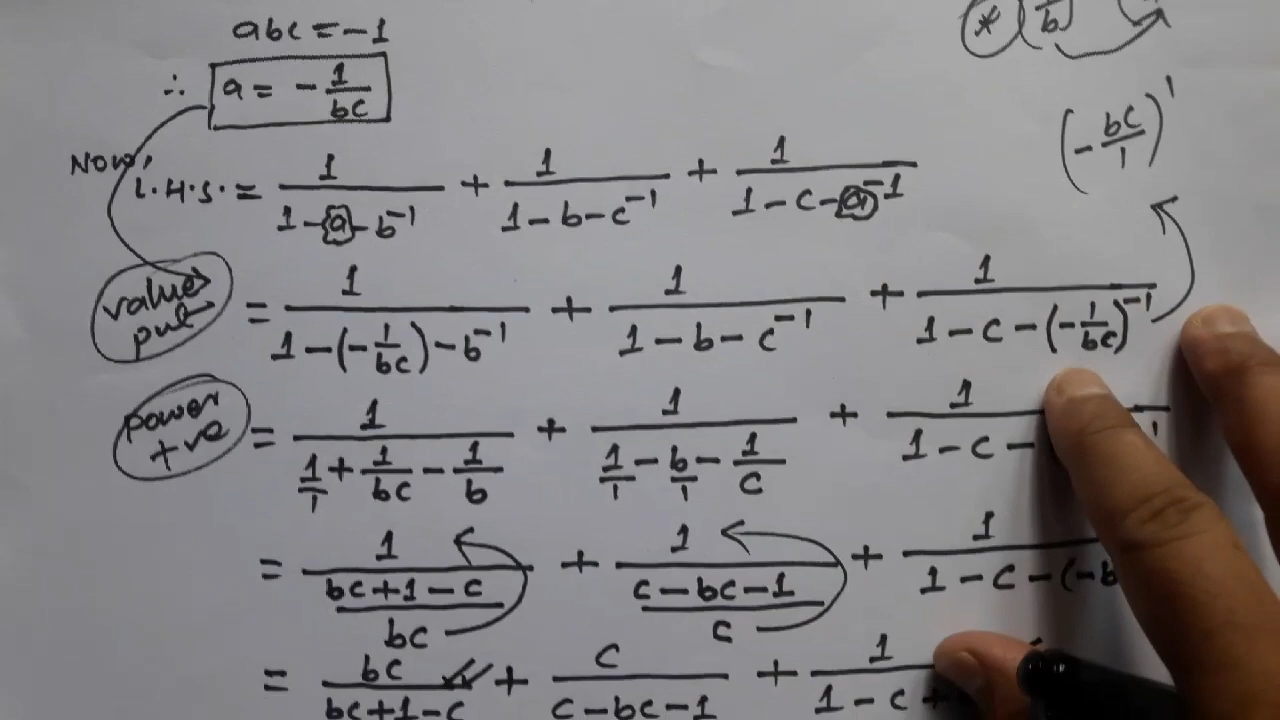 abc = -1
∴ a = - 1/bc
(* (1/b)
(- bc/1)^1
Now,
L.H.S. = 1/(1-a-b^-1) + 1/(1-b-c^-1) + 1/(1-c-a^-1)
value put = 1/(1-(-1/bc)-b^-1) + 1/(1-b-c^-1) + 1/(1-c-(-1/bc)^-1)
power +ve = 1/(1/1 + 1/bc - 1/b) + 1/(1/1 - b/1 - 1/c) + 1/(1-c-
= 1/((bc+1-c)/bc) + 1/((c-bc-1)/c) + 1/(1-c-(-b
= bc/(bc+1-c) + c/(c-bc-1) + 1/(1-c+